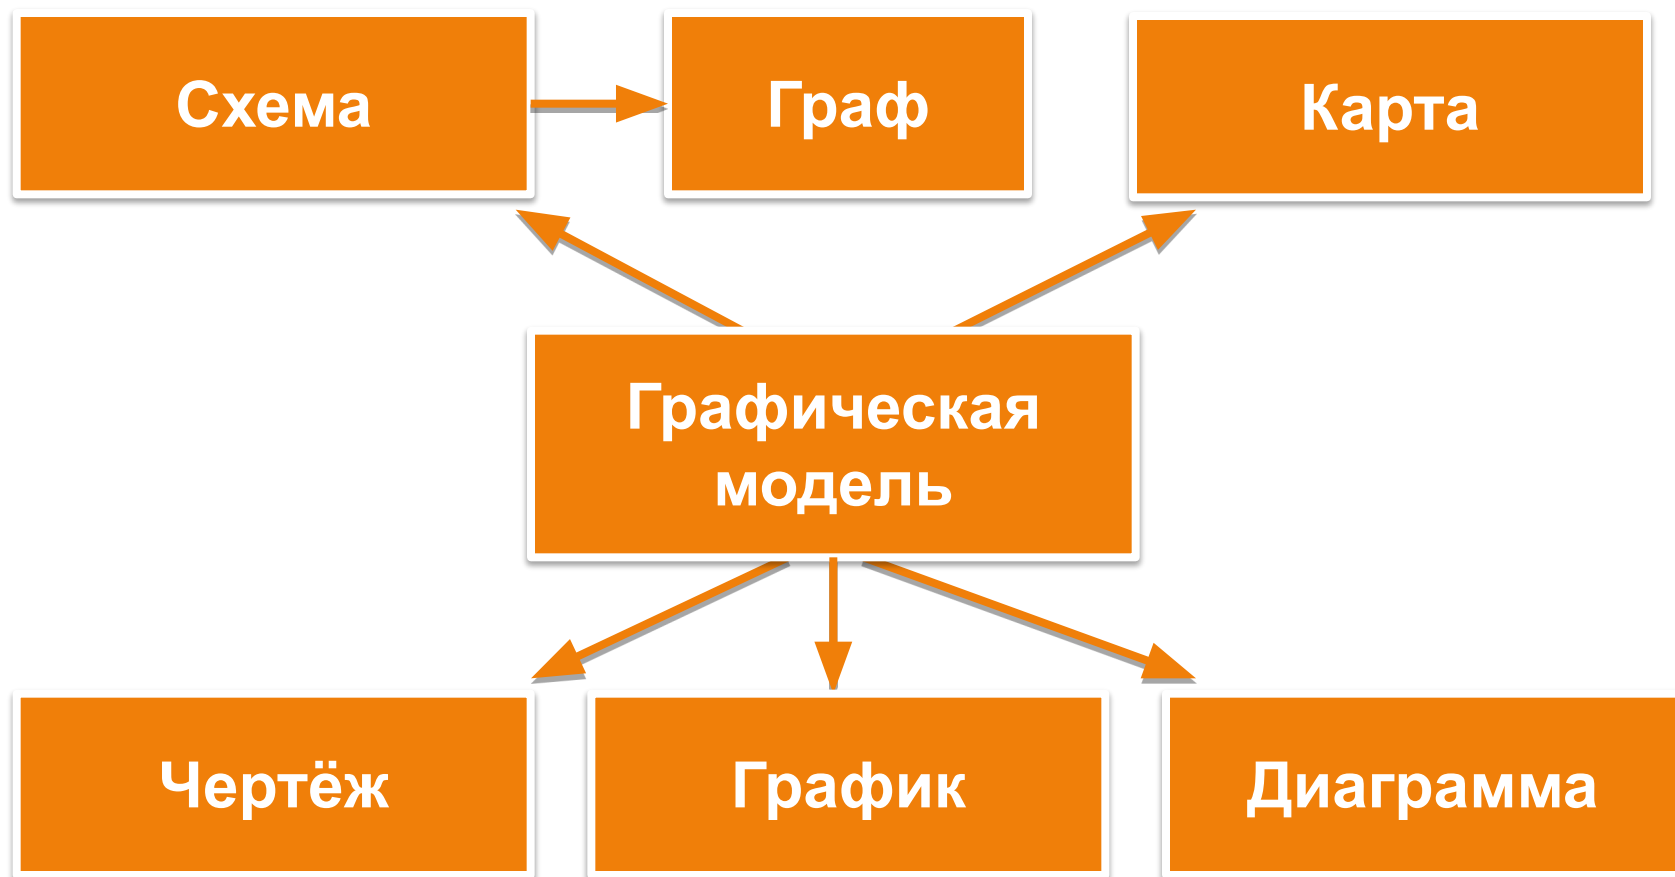 Схема
Граф
Карта
Графическая
модель
Чертёж
График
Диаграмма